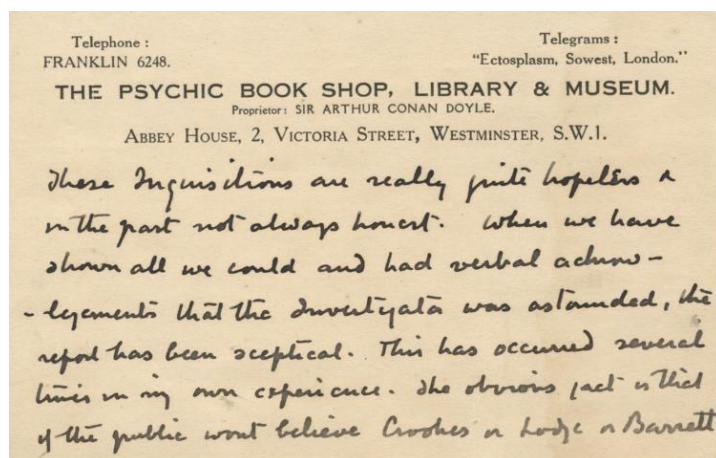 Telephone :
FRANKLIN 6248.
Telegrams :
"Ectosplasm, Sowest, London."
THE PSYCHIC BOOK SHOP, LIBRARY & MUSEUM.
Proprietor: SIR ARTHUR CONAN DOYLE.
ABBEY HOUSE, 2, VICTORIA STREET, WESTMINSTER, S.W.1.
These Inquisitions are really quite hopeless &
in the past not always honest. When we have
shown all we could and had verbal acknow-
-legements that the Investigator was astounded, the
report has been sceptical. This has occurred several
times in my own experience. The obvious fact is that
if the public wont believe Crookes or Lodge or Barrett